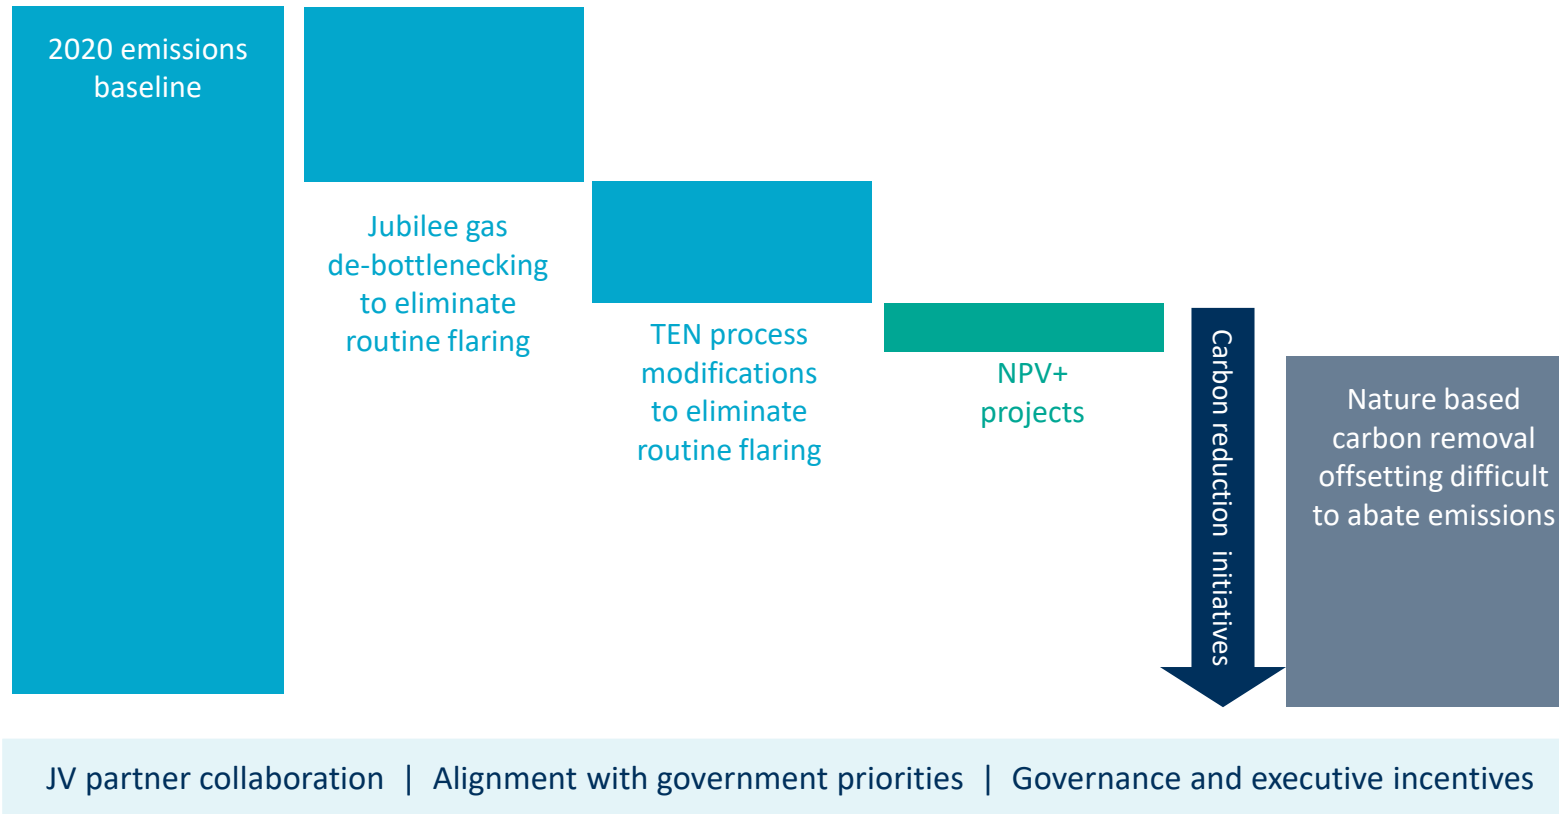 2020 emissions
baseline
Jubilee gas
de-bottlenecking
to eliminate
routine flaring
TEN process
modifications
to eliminate
routine flaring
NPV+
projects
Carbon reduction initiatives
Nature based
carbon removal
offsetting difficult
to abate emissions
JV partner collaboration | Alignment with government priorities | Governance and executive incentives